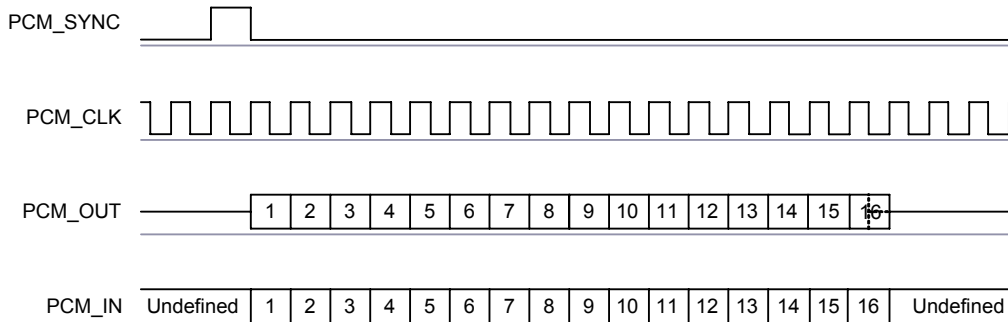 PCM_SYNC
PCM_CLK
PCM_OUT 1 2 3 4 5 6 7 8 9 10 11 12 13 14 15 16
PCM_IN Undefined 1 2 3 4 5 6 7 8 9 10 11 12 13 14 15 16 Undefined